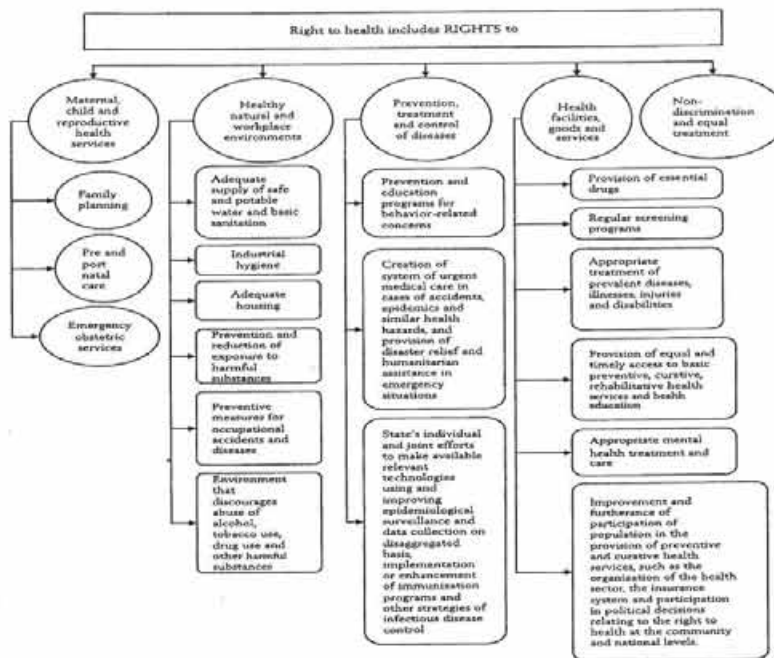 Right to health includes RIGHTS to
Maternal,
child and
reproductive
health
services
Family
planning
Pre and
post
natal
care
Emergency
obstetric
services
Healthy
natural and
workplace
environments
Adequate
supply of safe
and potable
water and basic
sanitation
Industrial
hygiene
Adequate
housing
Prevention and
reduction of
exposure to
harmful
substances
Preventive
measures for
occupational
accidents and
diseases
Environment
that
discourages
abuse of
alcohol,
tobacco use,
drug use and
other harmful
substances
Prevention,
treatment
and control
of diseases
Prevention and
education
programs for
behavior-related
concerns
Creation of
system of urgent
medical care in
cases of accidents,
epidemics and
similar health
hazards, and
provision of
disaster relief and
humanitarian
assistance in
emergency
situations
State's individual
and joint efforts
to make available
relevant
technologies
using and
improving
epidemiological
surveillance and
data collection on
disaggregated
basis,
implementation
or enhancement
of immunization
programs and
other strategies of
infectious disease
control
Health
facilities,
goods and
services
Provision of essential
drugs
Regular screening
programs
Appropriate
treatment of
prevalent diseases,
illnesses, injuries
and disabilities
Provision of equal and
timely access to basic
preventive, curative,
rehabilitative health
services and health
education
Appropriate mental
health treatment and
care
Improvement and
furtherance of
participation of
population in the
provision of preventive
and curative health
services, such as the
organization of the health
sector, the insurance
system and participation
in political decisions
relating to the right to
health at the community
and national levels.
Non-
discrimination
and equal
treatment